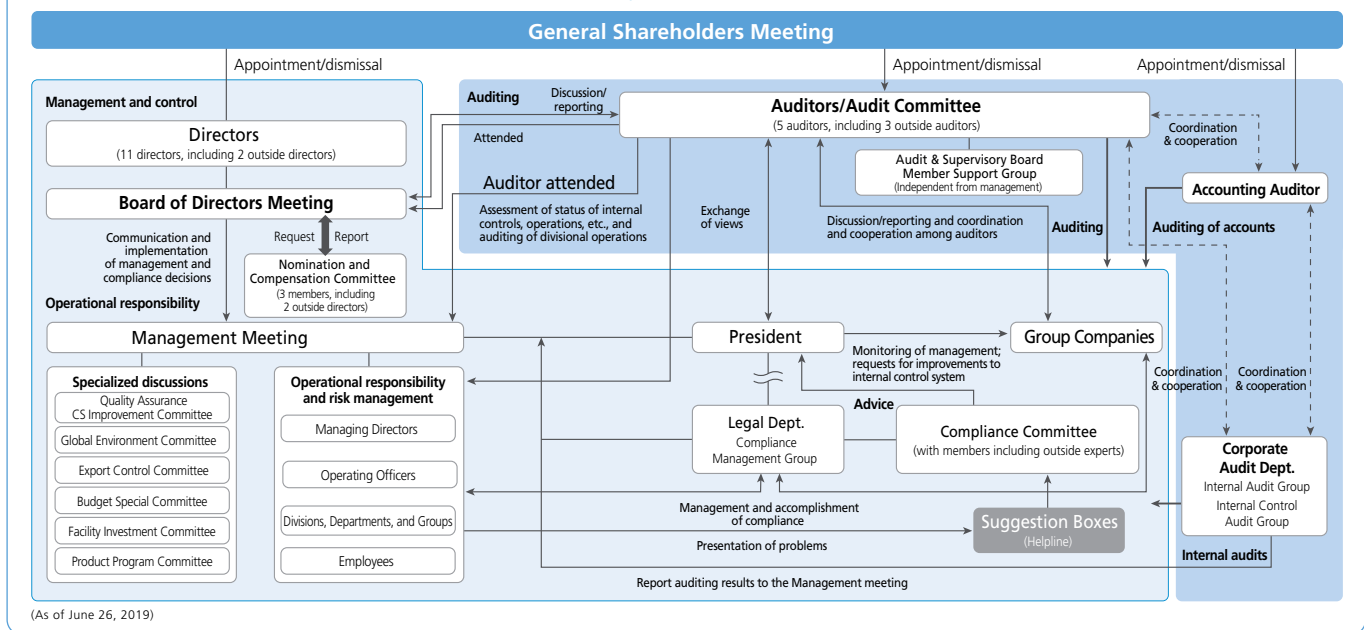 General Shareholders Meeting
Appointment/dismissal
Appointment/dismissal
Appointment/dismissal
Management and control
Directors
(11 directors, including 2 outside directors)
Board of Directors Meeting
Communication and
implementation
of management and
compliance decisions
Request
Report
Nomination and
Compensation Committee
(3 members, including
2 outside directors)
Auditing
Discussion/
reporting
Attended
Auditors/Audit Committee
(5 auditors, including 3 outside auditors)
Audit & Supervisory Board
Member Support Group
(Independent from management)
Coordination
& cooperation
Accounting Auditor
Auditor attended
Assessment of status of internal
controls, operations, etc., and
auditing of divisional operations
Exchange
of views
Discussion/reporting and coordination
and cooperation among auditors
Auditing
Auditing of accounts
Operational responsibility
Management Meeting
President
Group Companies
Monitoring of management;
requests for improvements to
internal control system
Coordination
& cooperation
Coordination
& cooperation
Specialized discussions
Quality Assurance
CS Improvement Committee
Global Environment Committee
Export Control Committee
Budget Special Committee
Facility Investment Committee
Product Program Committee
Operational responsibility
and risk management
Managing Directors
Operating Officers
Divisions, Departments, and Groups
Employees
Legal Dept.
Compliance
Management Group
Advice
Compliance Committee
(with members including outside experts)
Corporate
Audit Dept.
Internal Audit Group
Internal Control
Audit Group
Management and accomplishment
of compliance
Suggestion Boxes
(Helpline)
Presentation of problems
Internal audits
Report auditing results to the Management meeting
(As of June 26, 2019)